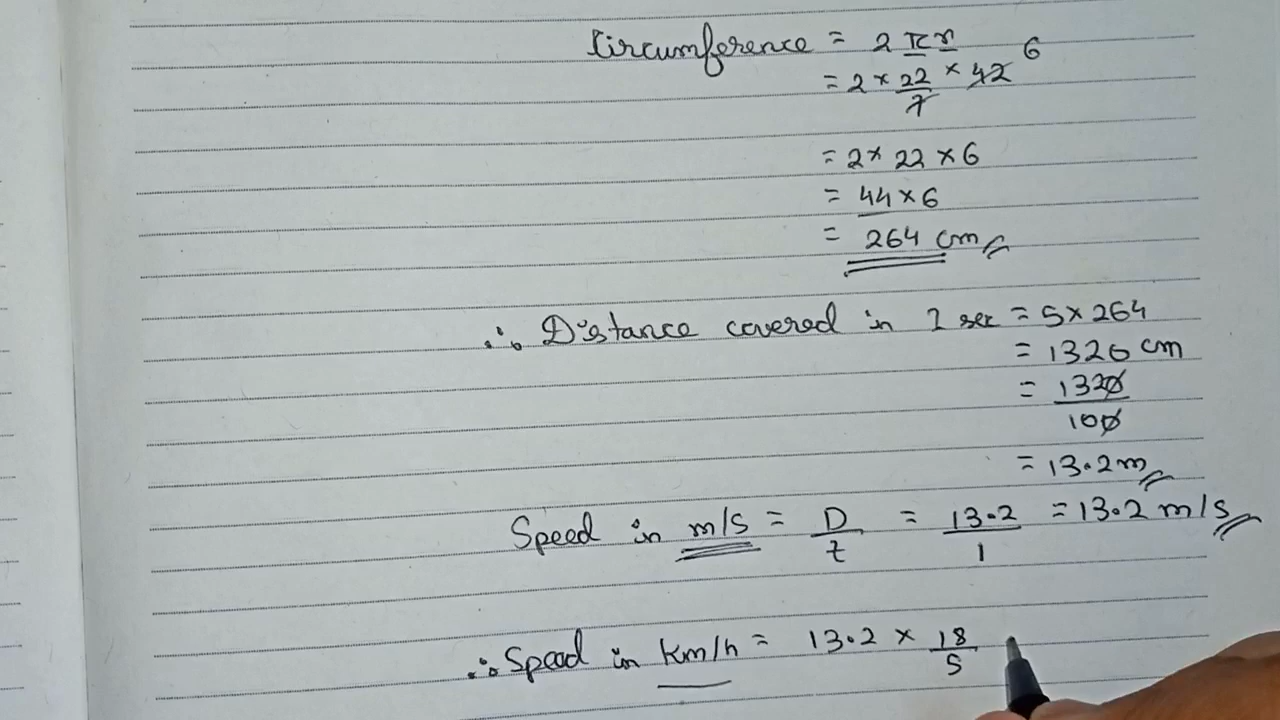 Circumference = 2πr
= 2 × 22/7 × 42 6
= 2 × 22 × 6
= 44 × 6
= 264 cm
∴ Distance covered in 1 sec = 5 × 264
= 1320 cm
= 1320/100
= 13.2m
Speed in m/s = D/t = 13.2/1 = 13.2 m/s
∴ Speed in Km/h = 13.2 × 18/5